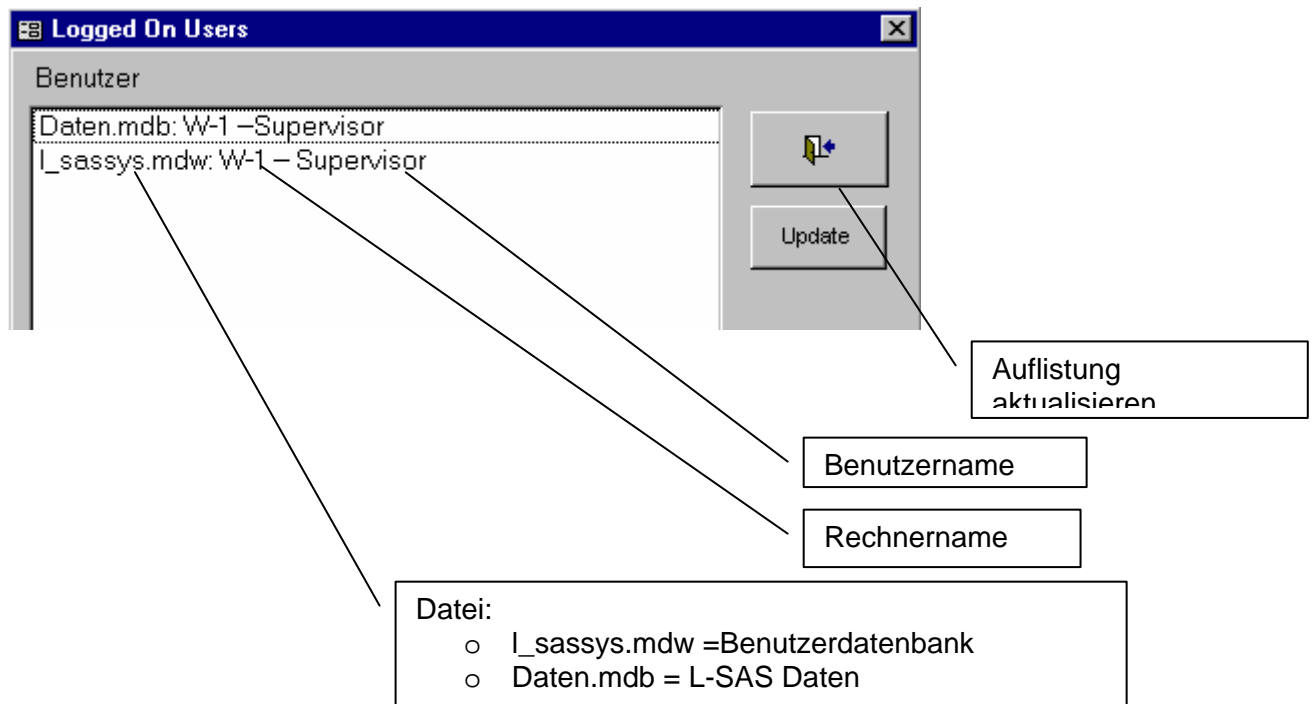 Logged On Users
Benutzer
Daten.mdb: W-1 –Supervisor
l_sassys.mdw: W-1 – Supervisor
Update
Auflistung
aktualisieren
Benutzername
Rechnername
Datei:
o l_sassys.mdw =Benutzerdatenbank
o Daten.mdb = L-SAS Daten